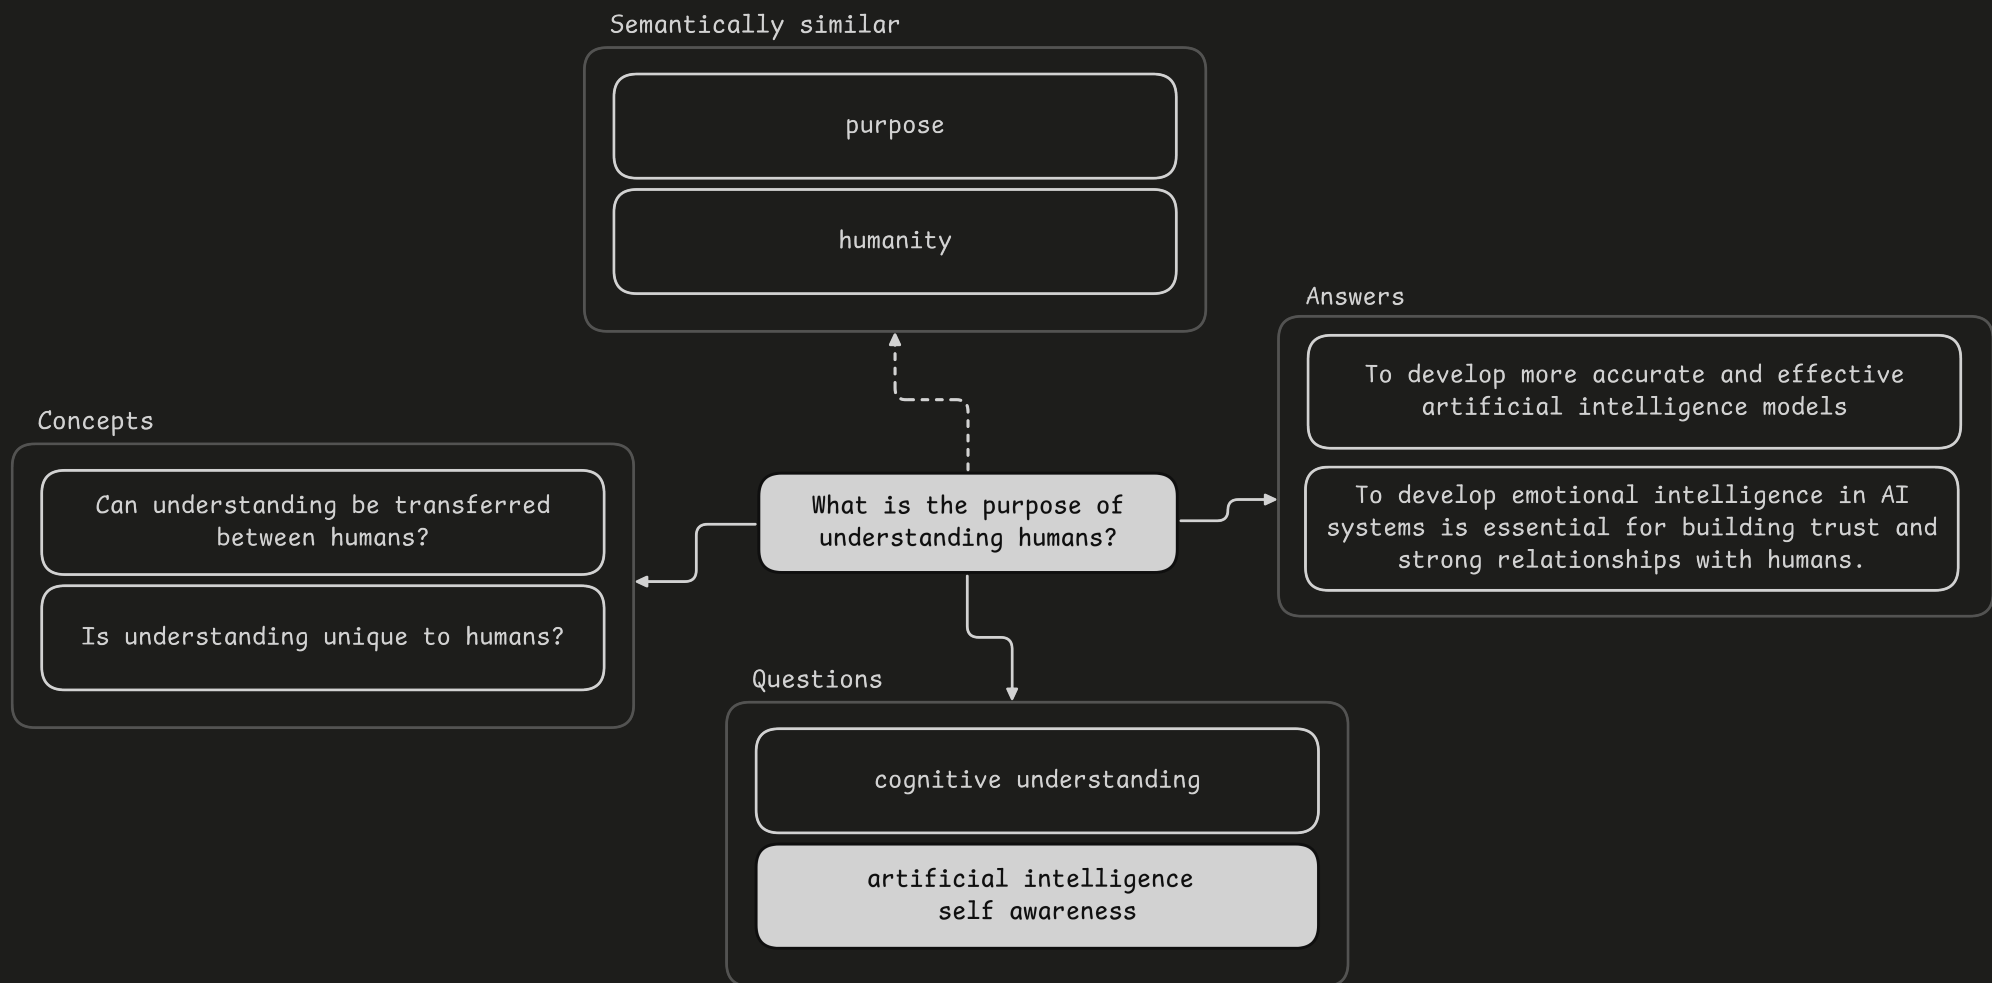 Semantically similar
purpose
humanity
Answers
To develop more accurate and effective
artificial intelligence models
To develop emotional intelligence in AI
systems is essential for building trust and
strong relationships with humans.
Concepts
Can understanding be transferred
between humans?
Is understanding unique to humans?
What is the purpose of
understanding humans?
Questions
cognitive understanding
artificial intelligence
self awareness